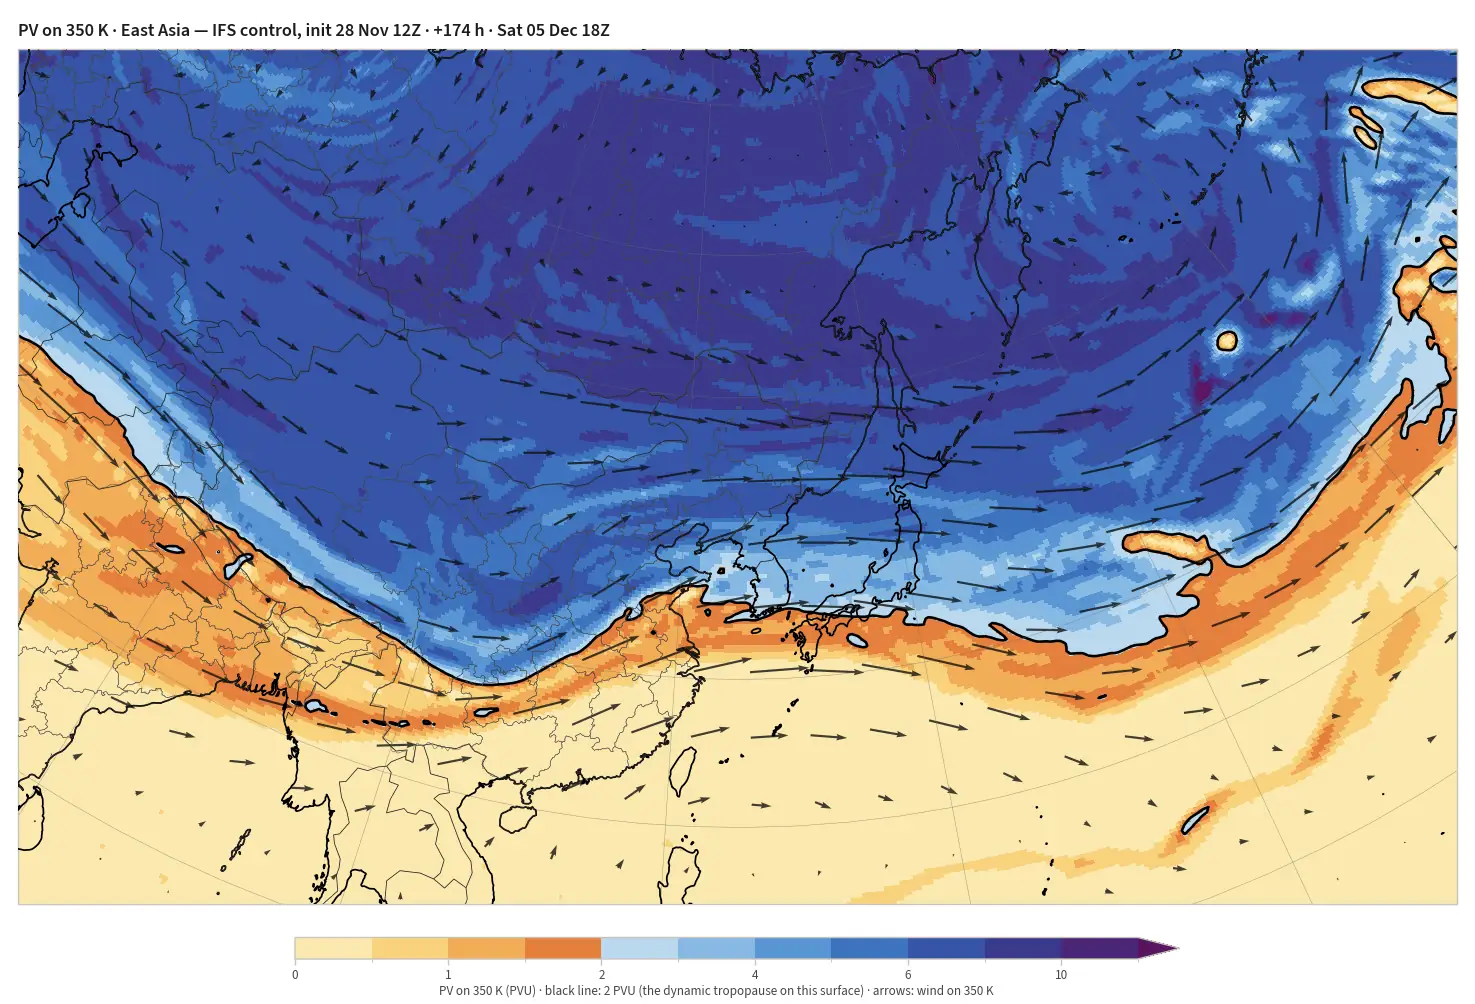 PV on 350 K · East Asia — IFS control, init 28 Nov 12Z · +174 h · Sat 05 Dec 18Z
0 1 2 4 6 10
PV on 350 K (PVU) · black line: 2 PVU (the dynamic tropopause on this surface) · arrows: wind on 350 K